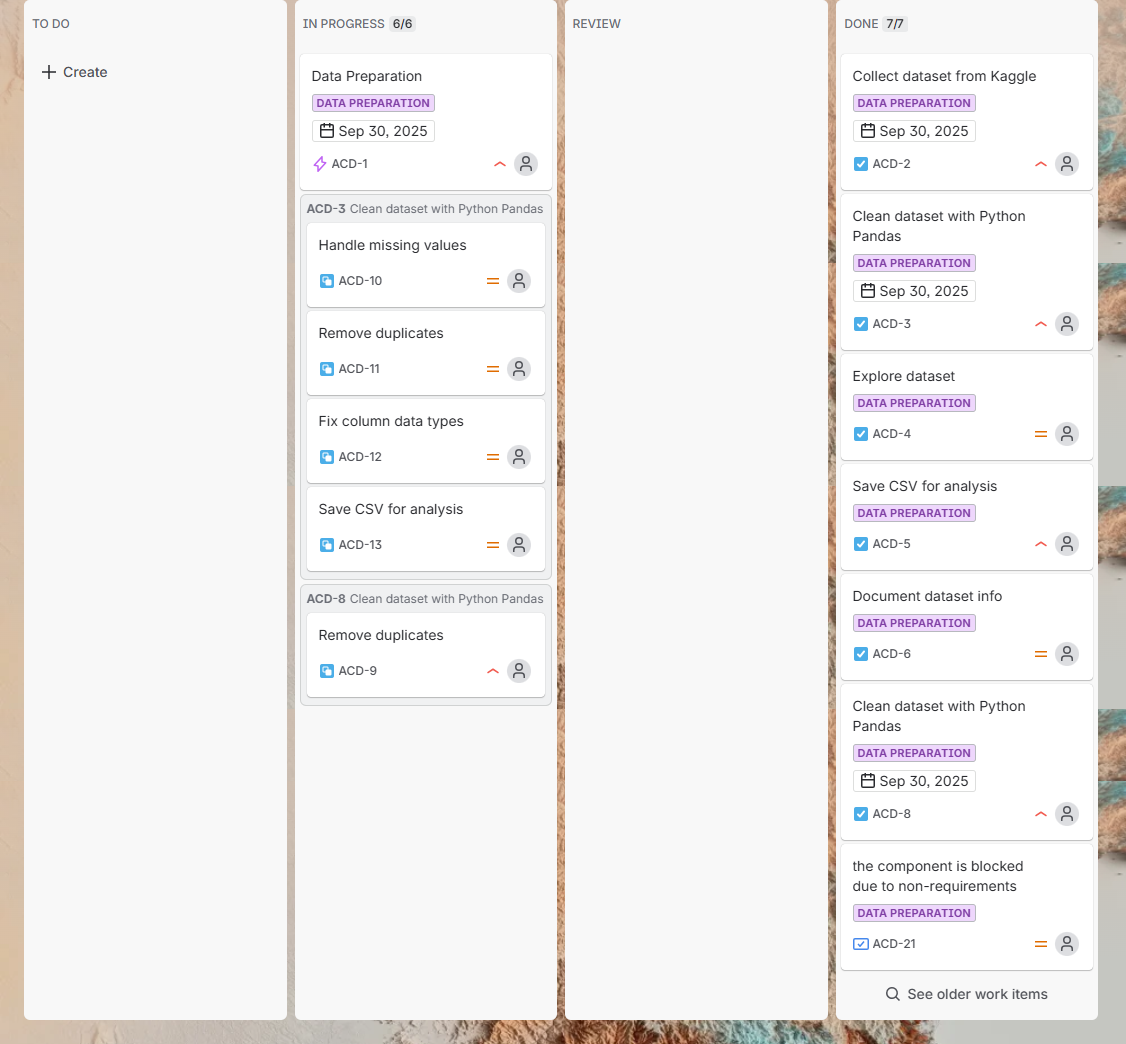 TO DO
Create
IN PROGRESS 6/6
Data Preparation
DATA PREPARATION
Sep 30, 2025
ACD-1
ACD-3 Clean dataset with Python Pandas
Handle missing values
ACD-10
Remove duplicates
ACD-11
Fix column data types
ACD-12
Save CSV for analysis
ACD-13
ACD-8 Clean dataset with Python Pandas
Remove duplicates
ACD-9
REVIEW
DONE 7/7
Collect dataset from Kaggle
DATA PREPARATION
Sep 30, 2025
ACD-2
Clean dataset with Python
Pandas
DATA PREPARATION
Sep 30, 2025
ACD-3
Explore dataset
DATA PREPARATION
ACD-4
Save CSV for analysis
DATA PREPARATION
ACD-5
Document dataset info
DATA PREPARATION
ACD-6
Clean dataset with Python
Pandas
DATA PREPARATION
Sep 30, 2025
ACD-8
the component is blocked
due to non-requirements
DATA PREPARATION
ACD-21
See older work items